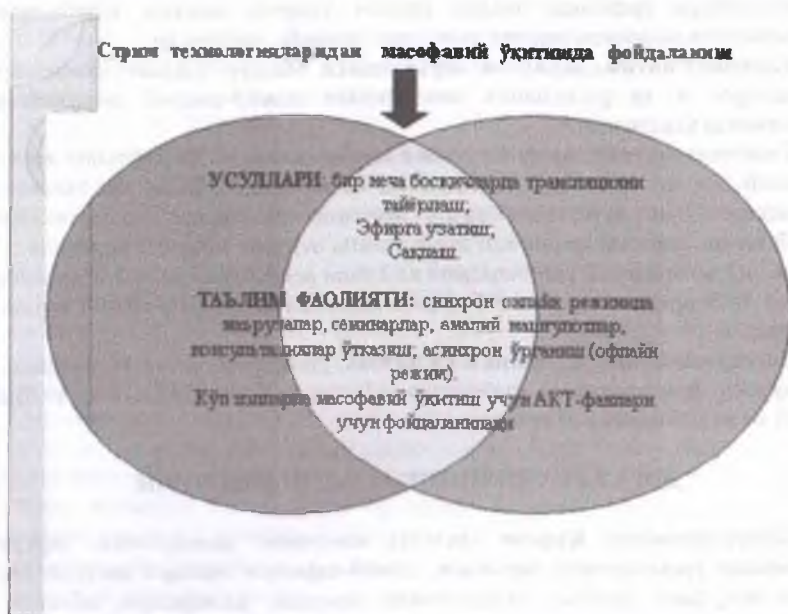 Стрим технологияларидан масофавий ўқитишда фойдаланиш
УСУЛЛАРИ: бир неча босқичларда трансляцияни
тайёрлаш;
Эфирга узатиш;
Сақлаш.
ТАЪЛИМ ФАОЛИЯТИ: синхрон онлайн режимида
маърузалар, семинарлар, амалий машғулотлар,
консультациялар ўтказиш; асинхрон ўрганиш (офлайн
режим).
Кўп ҳолларда масофавий ўқитиш учун АКТ-фанлари
учун фойдаланилади